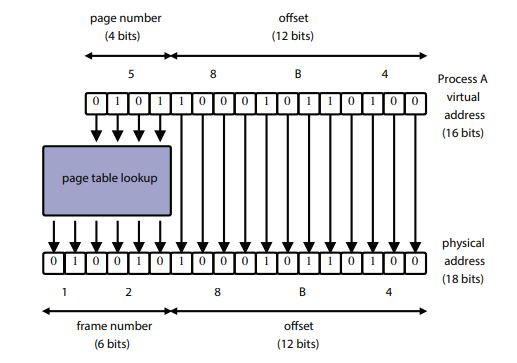 page number
(4 bits)
offset
(12 bits)
5 8 B 4
0 1 0 1 1 0 0 0 1 0 1 1 0 1 0 0
Process A
virtual
address
(16 bits)
page table lookup
0 1 0 0 1 0 1 0 0 0 1 0 1 1 0 1 0 0
physical
address
(18 bits)
1 2 8 B 4
frame number
(6 bits)
offset
(12 bits)